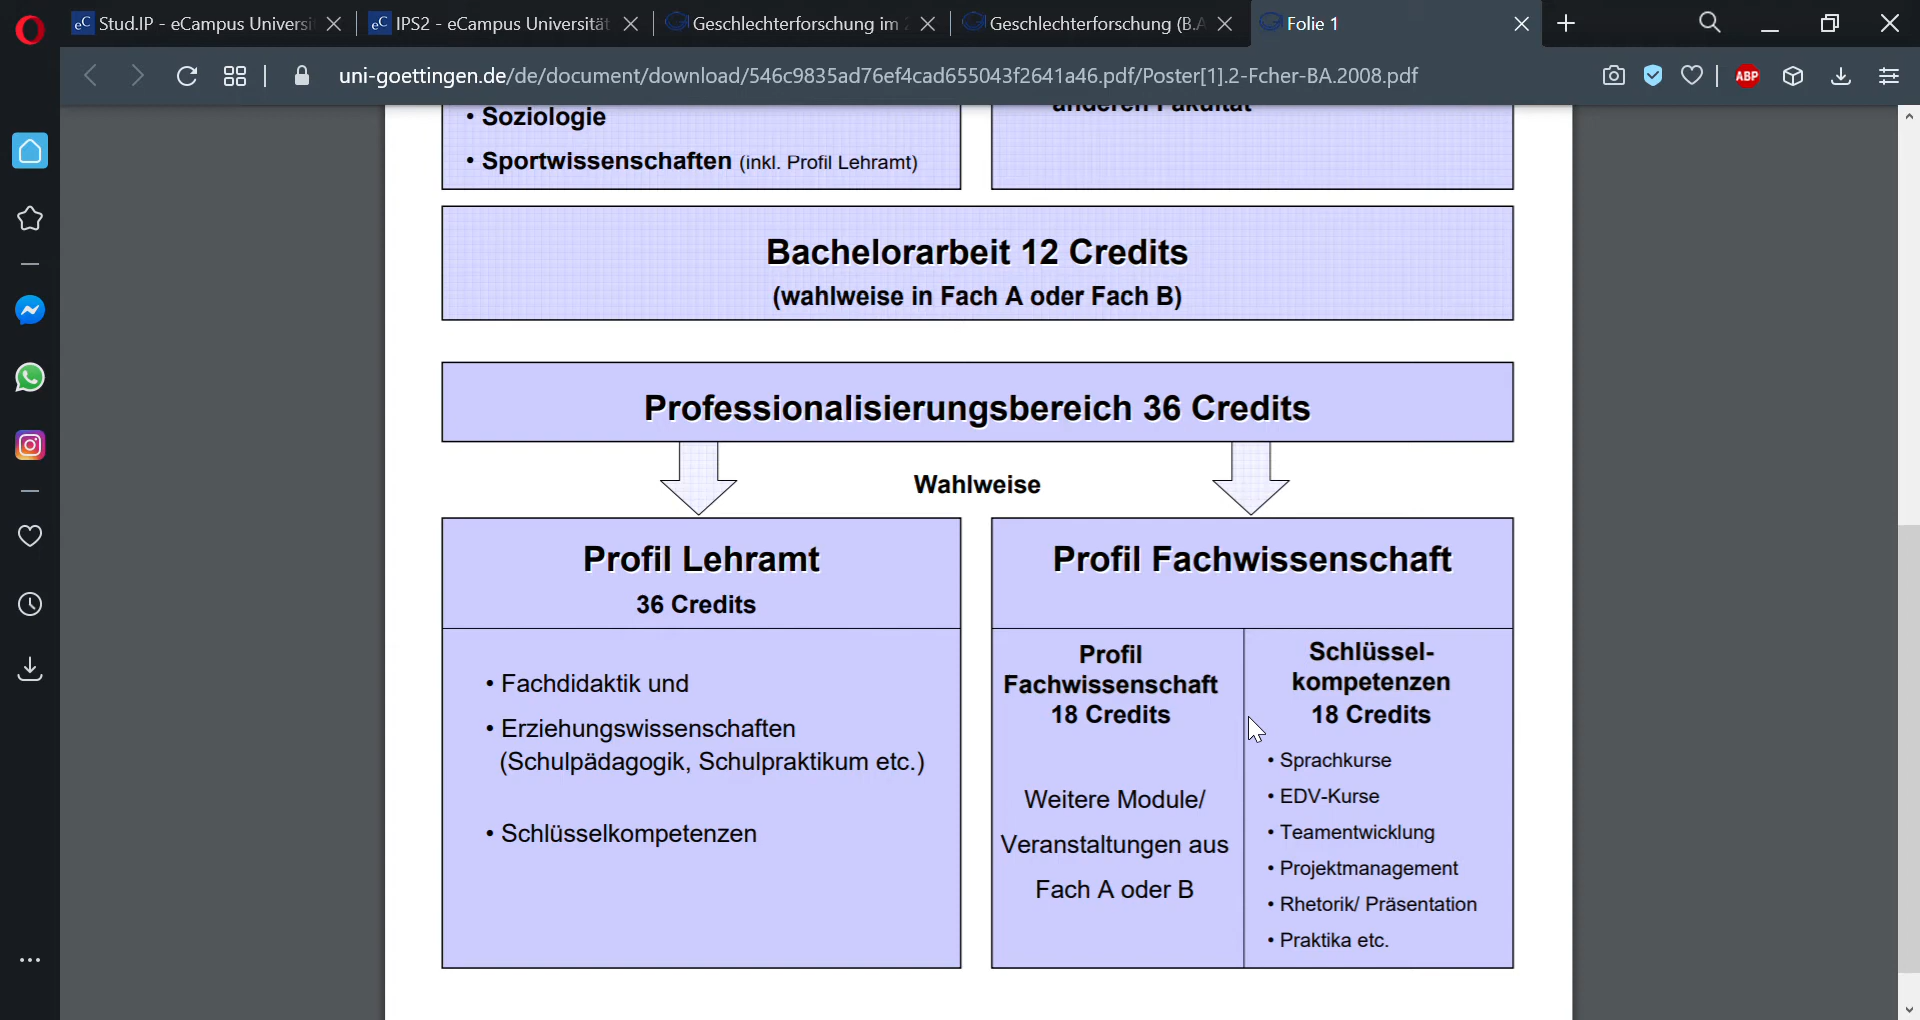 Stud.IP - eCampus Universi
IPS2 - eCampus Universität
Geschlechterforschung im
Geschlechterforschung (B.A
Folie 1
uni-goettingen.de/de/document/download/546c9835ad76ef4cad655043f2641a46.pdf/Poster[1].2-Fcher-BA.2008.pdf
ABP
• Soziologie
• Sportwissenschaften (inkl. Profil Lehramt)
anderen Fakultät
Bachelorarbeit 12 Credits
(wahlweise in Fach A oder Fach B)
Professionalisierungsbereich 36 Credits
Wahlweise
Profil Lehramt
36 Credits
• Fachdidaktik und
• Erziehungswissenschaften
(Schulpädagogik, Schulpraktikum etc.)
• Schlüsselkompetenzen
Profil Fachwissenschaft
Profil
Fachwissenschaft
18 Credits
Weitere Module/
Veranstaltungen aus
Fach A oder B
Schlüssel-
kompetenzen
18 Credits
• Sprachkurse
• EDV-Kurse
• Teamentwicklung
• Projektmanagement
• Rhetorik/ Präsentation
• Praktika etc.